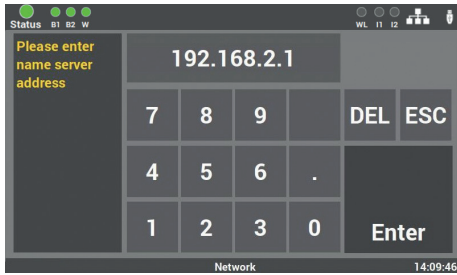 Status B1 B2 W
WL I1 I2
Please enter
name server
address
192.168.2.1
7 8 9 DEL ESC
4 5 6 .
1 2 3 0 Enter
Network 14:09:46